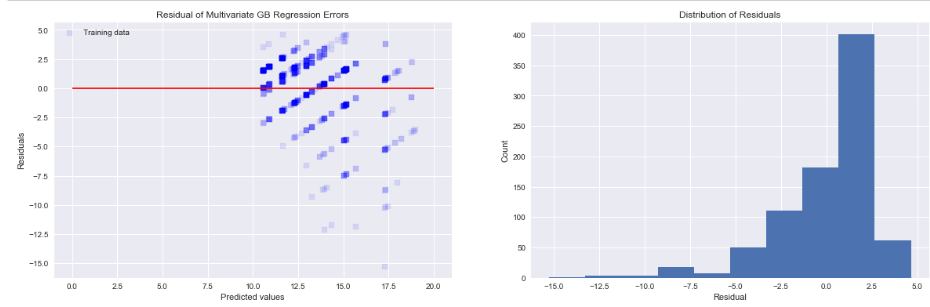 Residual of Multivariate GB Regression Errors
5.0
2.5
0.0
−2.5
−5.0
−7.5
−10.0
−12.5
−15.0
Residuals
Training data
0.0 2.5 5.0 7.5 10.0 12.5 15.0 17.5 20.0
Predicted values
Distribution of Residuals
400
350
300
250
200
150
100
50
0
Count
−15.0 −12.5 −10.0 −7.5 −5.0 −2.5 0.0 2.5 5.0
Residual